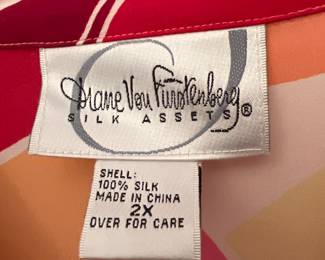 Diane Von Furstenberg
SILK ASSETS®
SHELL:
100% SILK
MADE IN CHINA
2X
OVER FOR CARE